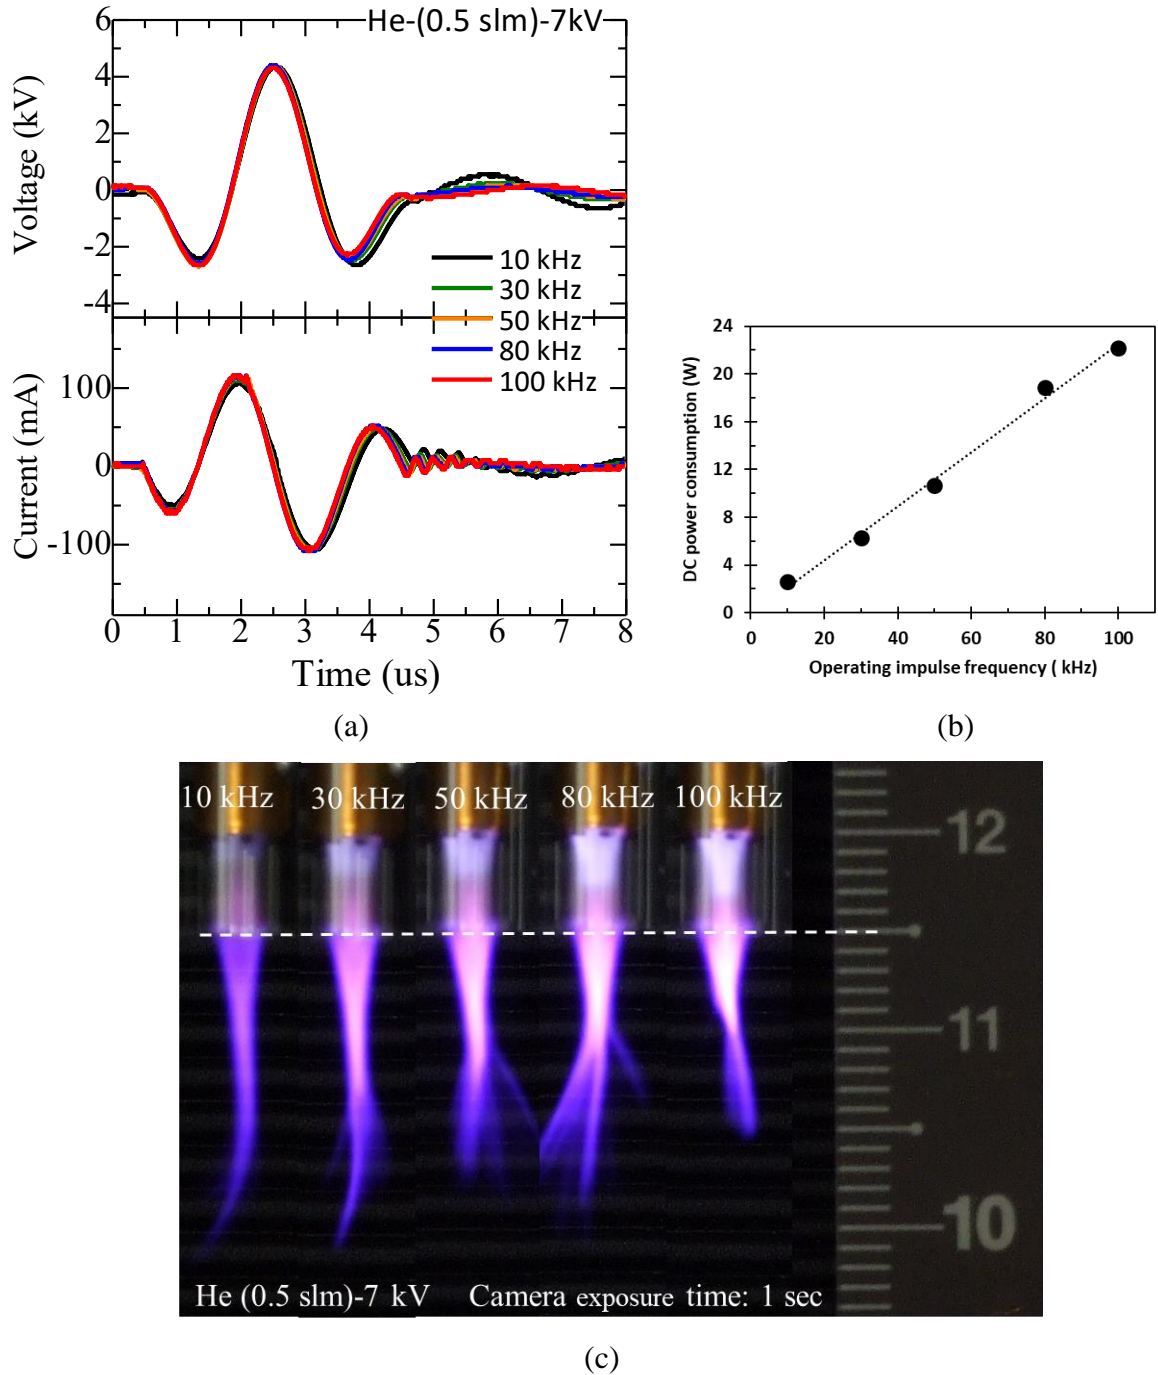 He-(0.5 slm)-7kV
Voltage (kV)
6
4
2
0
-2
-4
10 kHz
30 kHz
50 kHz
80 kHz
100 kHz
Current (mA)
100
0
-100
0 1 2 3 4 5 6 7 8
Time (us)
(a)
DC power consumption (W)
24
20
16
12
8
4
0
0 20 40 60 80 100
Operating impulse frequency ( kHz)
(b)
10 kHz 30 kHz 50 kHz 80 kHz 100 kHz
12
11
10
He (0.5 slm)-7 kV Camera exposure time: 1 sec
(c)